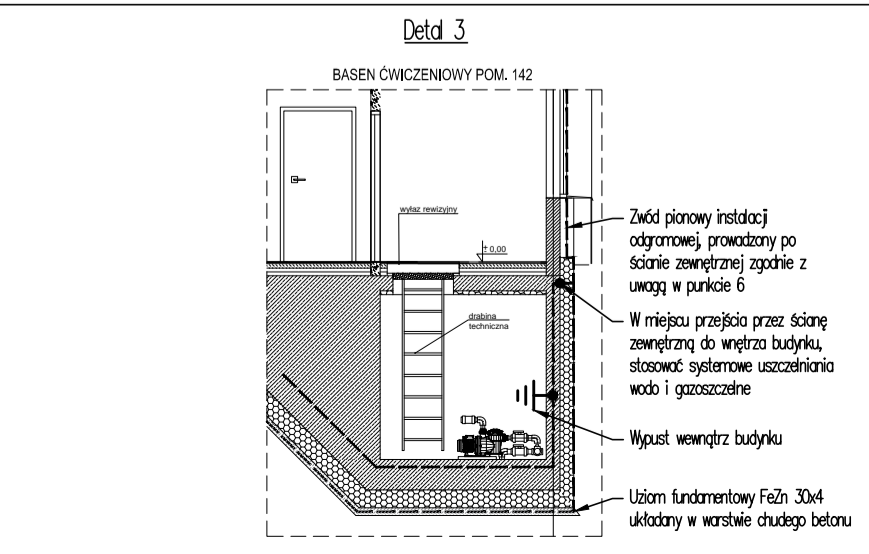 Detal 3
BASEN ĆWICZENIOWY POM. 142
wyłaz rewizyjny
± 0,00
drabina
techniczna
Zwód pionowy instalacji
odgromowej, prowadzony po
ścianie zewnętrznej zgodnie z
uwagą w punkcie 6
W miejscu przejścia przez ścianę
zewnętrzną do wnętrza budynku,
stosować systemowe uszczelniania
wodo i gazoszczelne
Wypust wewnątrz budynku
Uziom fundamentowy FeZn 30x4
układany w warstwie chudego betonu